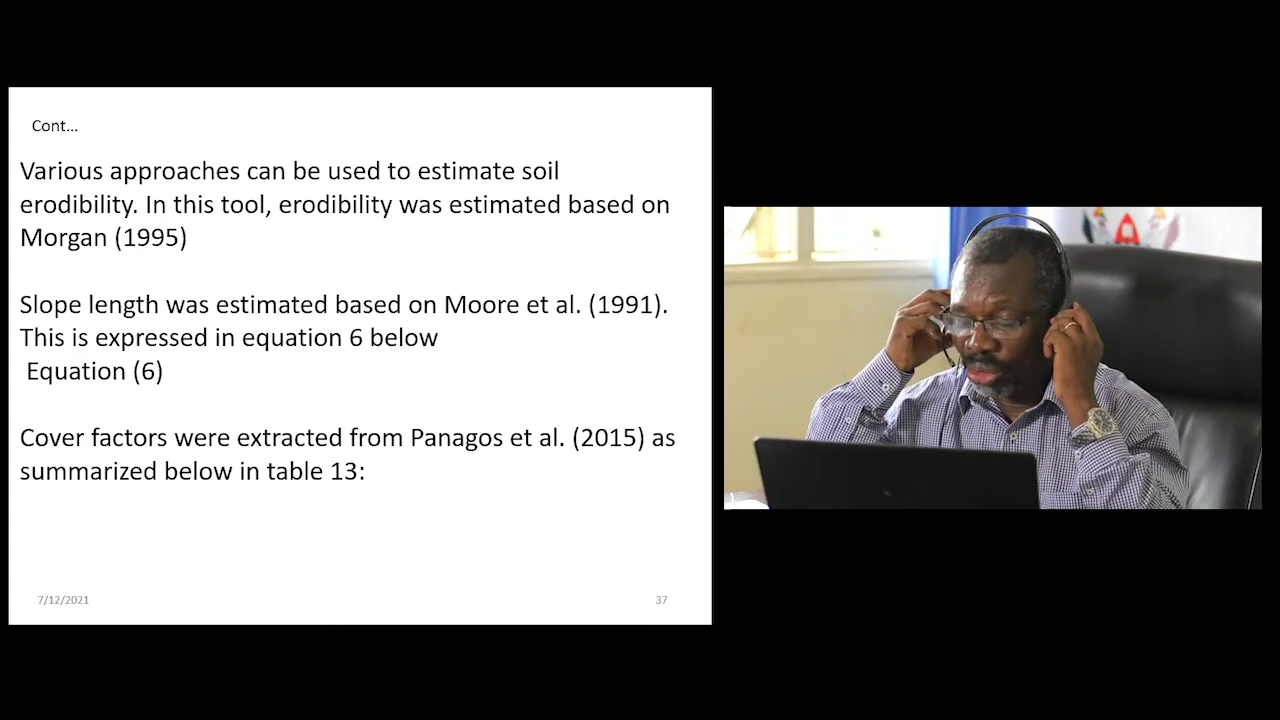 Cont...
Various approaches can be used to estimate soil
erodibility. In this tool, erodibility was estimated based on
Morgan (1995)
Slope length was estimated based on Moore et al. (1991).
This is expressed in equation 6 below
Equation (6)
Cover factors were extracted from Panagos et al. (2015) as
summarized below in table 13:
7/12/2021
37